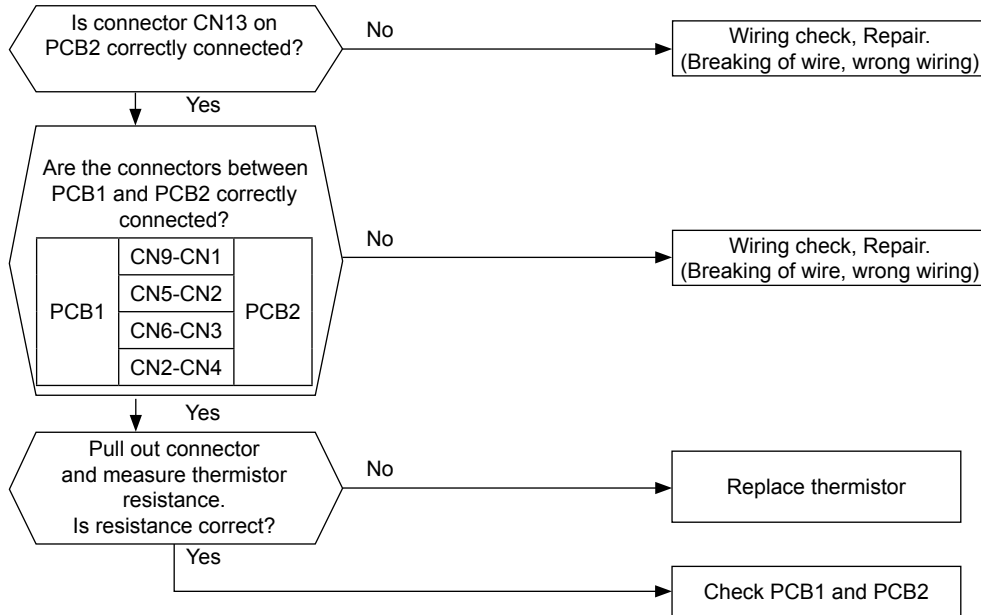 Is connector CN13 on
PCB2 correctly connected?
No
Wiring check, Repair.
(Breaking of wire, wrong wiring)
Yes
Are the connectors between
PCB1 and PCB2 correctly
connected?
PCB1
CN9-CN1
CN5-CN2
CN6-CN3
CN2-CN4
PCB2
No
Wiring check, Repair.
(Breaking of wire, wrong wiring)
Yes
Pull out connector
and measure thermistor
resistance.
Is resistance correct?
No
Replace thermistor
Yes
Check PCB1 and PCB2